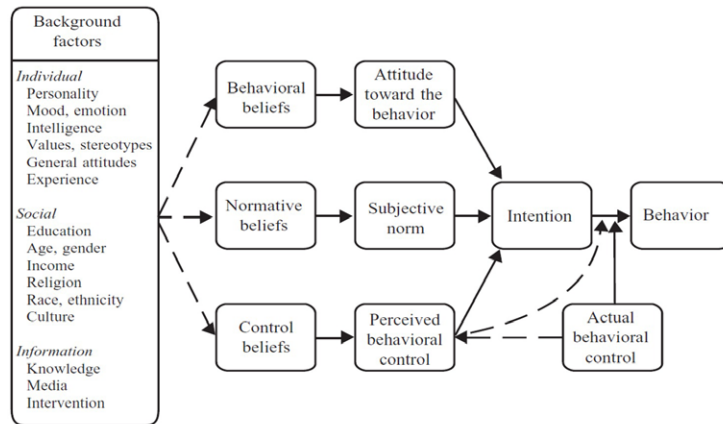 Background
factors
Individual
Personality
Mood, emotion
Intelligence
Values, stereotypes
General attitudes
Experience
Social
Education
Age, gender
Income
Religion
Race, ethnicity
Culture
Information
Knowledge
Media
Intervention
Behavioral
beliefs
Attitude
toward the
behavior
Normative
beliefs
Subjective
norm
Intention
Behavior
Control
beliefs
Perceived
behavioral
control
Actual
behavioral
control